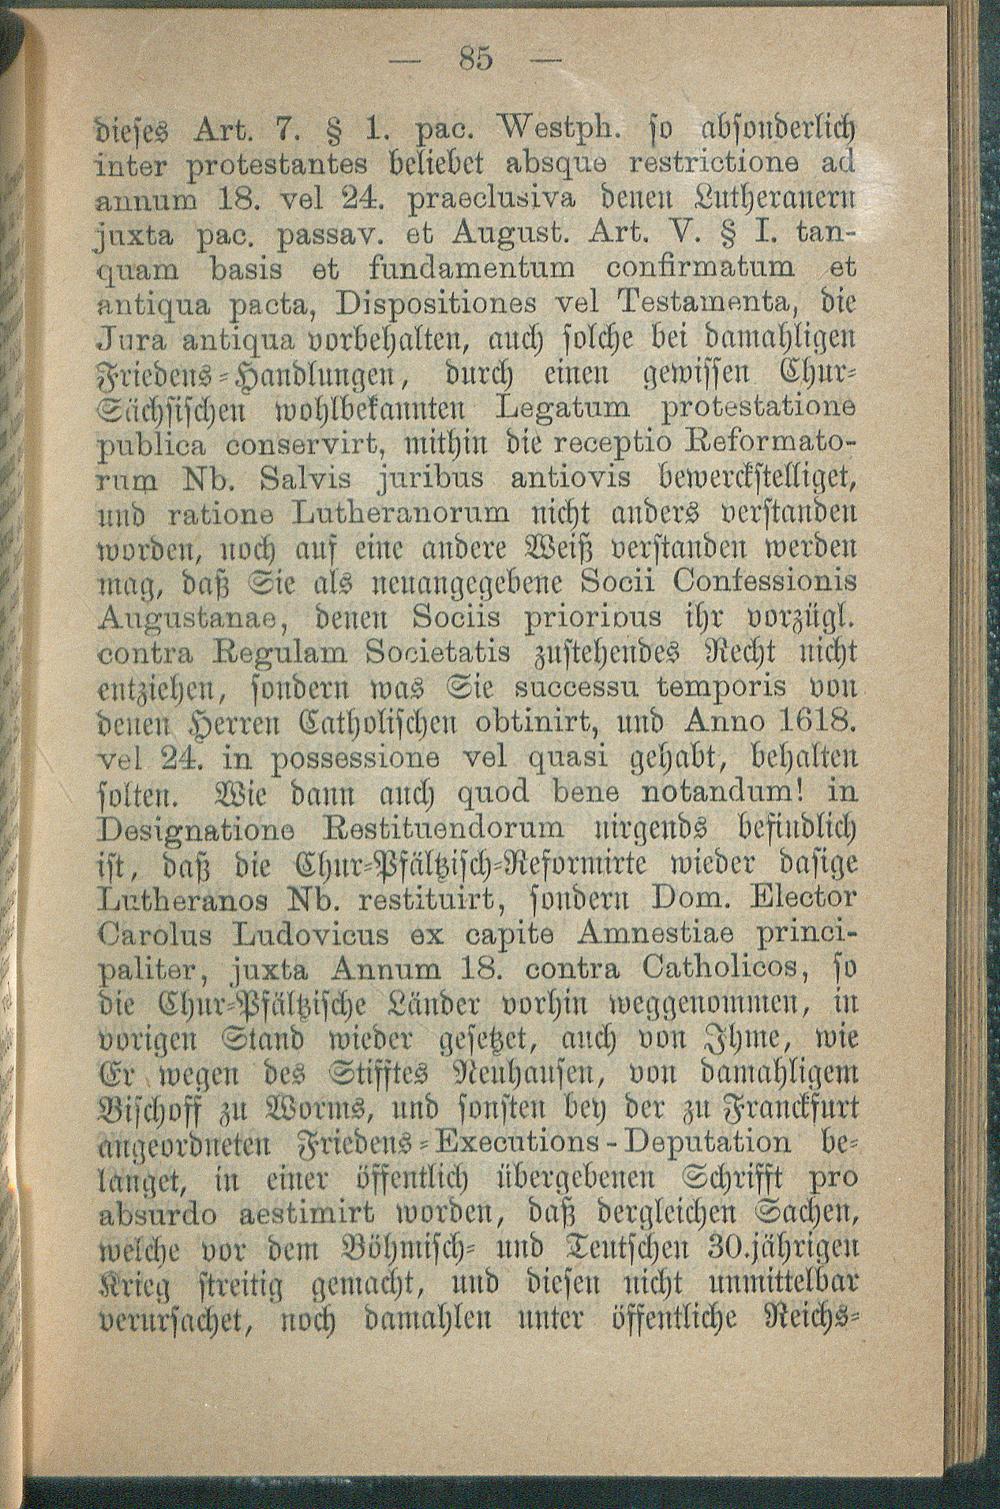 — 85 —
dieses Art. 7. § 1. pac. Westph. so absonderlich
inter protestantes beliebet absque restrictione ad
annum 18. vel 24. praeclusiva denen Lutheranern
juxta pac. passav. et August. Art. V. § I. tan-
quam basis et fundamentum confirmatum et
antiqua pacta, Dispositiones vel Testamenta, die
Jura antiqua vorbehalten, auch solche bei damahligen
Friedens-Handlungen, durch einen gewissen Chur-
Sächsischen wohlbekannten Legatum protestatione
publica conservirt, mithin die receptio Reformato-
rum Nb. Salvis juribus antiovis bewerckstelliget,
und ratione Lutheranorum nicht anders verstanden
worden, noch auf eine andere Weiß verstanden werden
mag, daß Sie als neuangegebene Socii Confessionis
Augustanae, denen Sociis prioribus ihr vorzügl.
contra Regulam Societatis zustehendes Recht nicht
entziehen, sondern was Sie successu temporis von
denen Herren Catholischen obtinirt, und Anno 1618.
vel 24. in possessione vel quasi gehabt, behalten
solten. Wie dann auch quod bene notandum! in
Designatione Restituendorum nirgends befindlich
ist, daß die Chur-Pfältzisch-Reformirte wieder dasige
Lutheranos Nb. restituirt, sondern Dom. Elector
Carolus Ludovicus ex capite Amnestiae princi-
paliter, juxta Annum 18. contra Catholicos, so
die Chur-Pfältzische Länder vorhin weggenommen, in
vorigen Stand wieder gesetzet, auch von Ihme, wie
Er wegen des Stifftes Neuhausen, von damahligem
Bischoff zu Worms, und sonsten bey der zu Franckfurt
angeordneten Friedens-Executions-Deputation be-
langet, in einer öffentlich übergebenen Schrifft pro
absurdo aestimirt worden, daß dergleichen Sachen,
welche vor dem Böhmisch- und Teutschen 30.jährigen
Krieg streitig gemacht, und diesen nicht unmittelbar
verursachet, noch damahlen unter öffentliche Reichs-